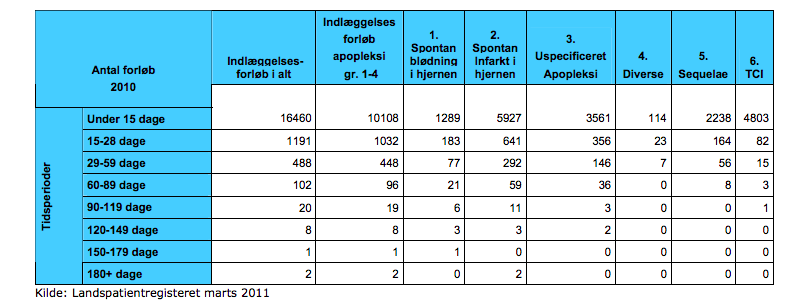 Antal forløb 2010 | Indlæggelses-forløb i alt | Indlæggelses forløb apopleksi gr. 1-4 | 1. Spontan blødning i hjernen | 2. Spontan Infarkt i hjernen | 3. Uspecificeret Apopleksi | 4. Diverse | 5. Sequelae | 6. TCI
Tidsperioder
Under 15 dage | 16460 | 10108 | 1289 | 5927 | 3561 | 114 | 2238 | 4803
15-28 dage | 1191 | 1032 | 183 | 641 | 356 | 23 | 164 | 82
29-59 dage | 488 | 448 | 77 | 292 | 146 | 7 | 56 | 15
60-89 dage | 102 | 96 | 21 | 59 | 36 | 0 | 8 | 3
90-119 dage | 20 | 19 | 6 | 11 | 3 | 0 | 0 | 1
120-149 dage | 8 | 8 | 3 | 3 | 2 | 0 | 0 | 0
150-179 dage | 1 | 1 | 1 | 0 | 0 | 0 | 0
180+ dage | 2 | 2 | 0 | 2 | 0 | 0 | 0
Kilde: Landspatientregisteret marts 2011